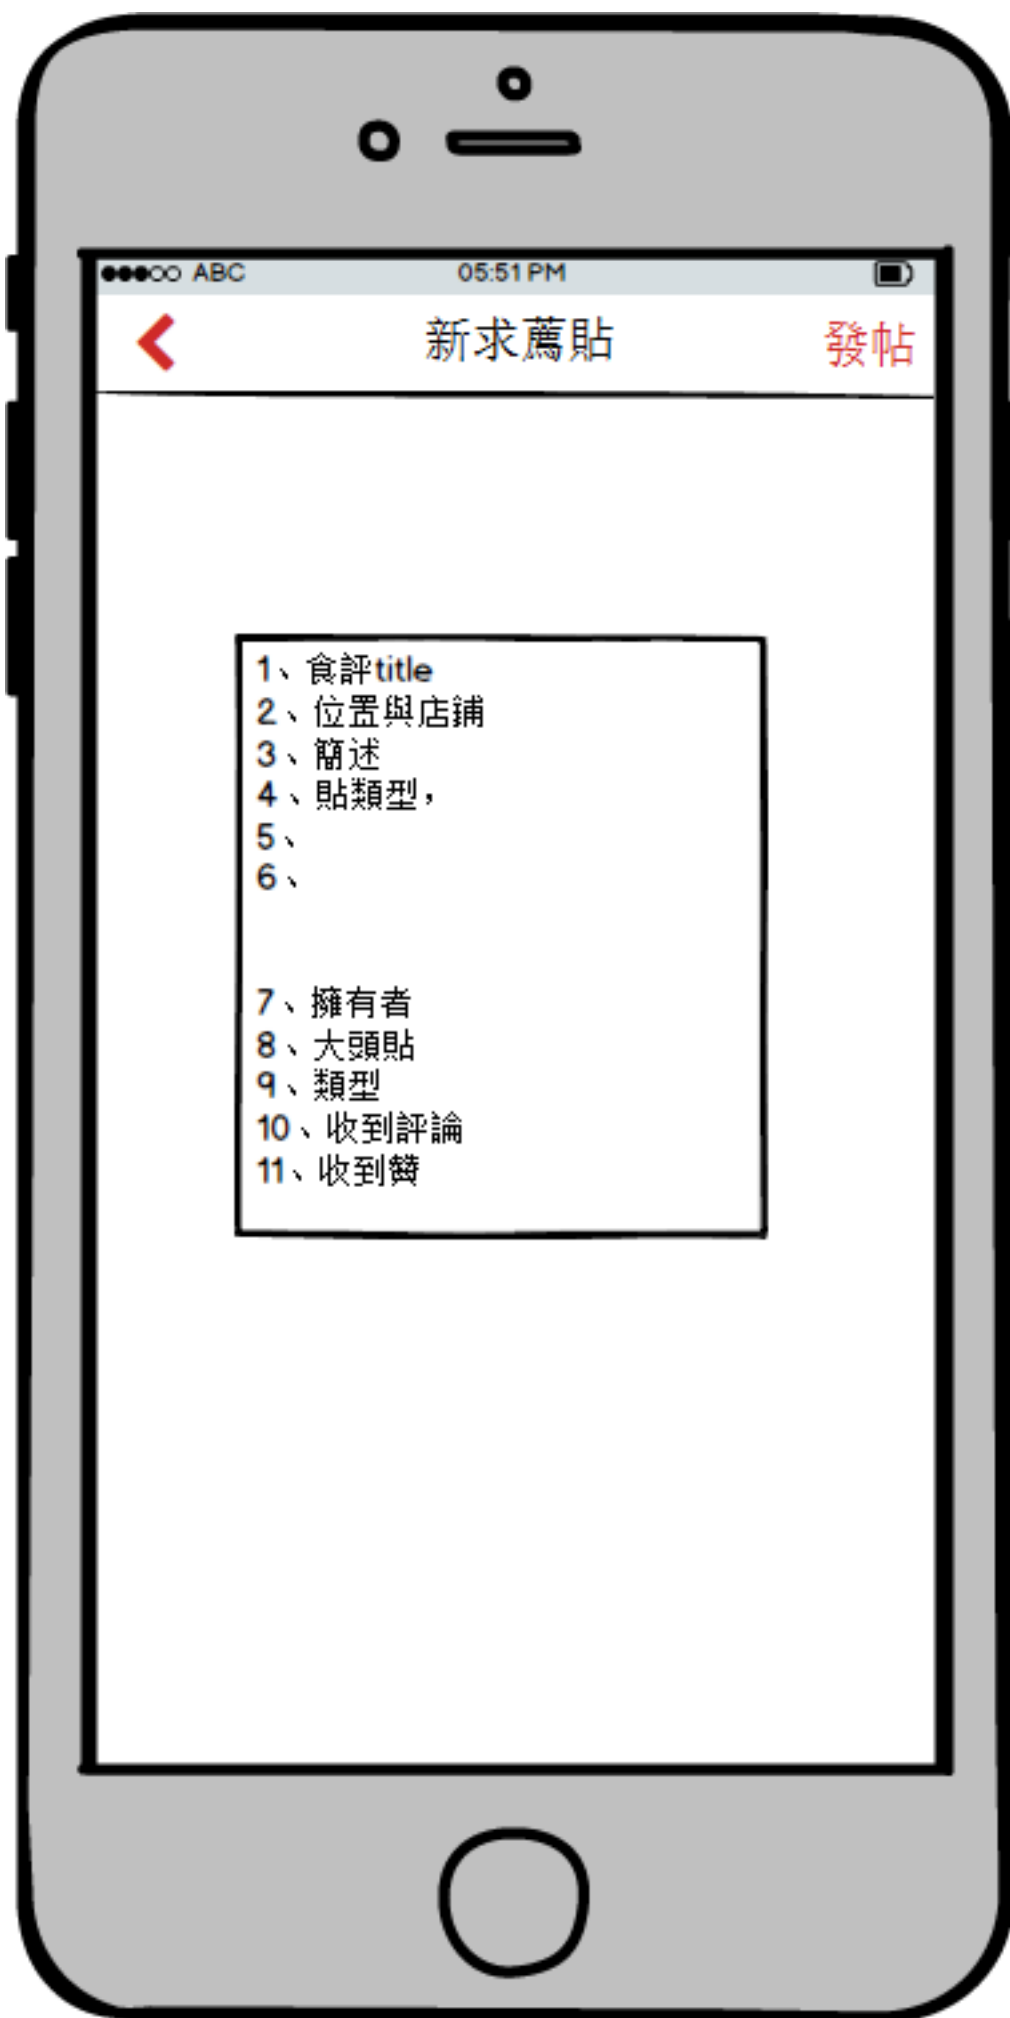 ABC 05:51 PM
新求薦貼 發帖
1、食評title
2、位置與店鋪
3、簡述
4、貼類型，
5、
6、
7、擁有者
8、大頭貼
9、類型
10、收到評論
11、收到贊